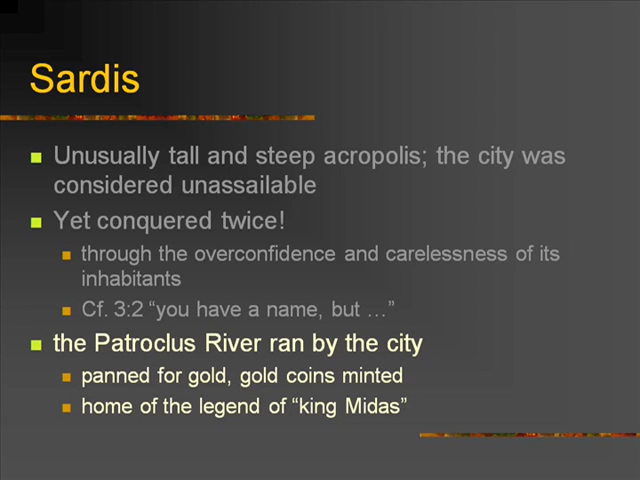 Sardis
Unusually tall and steep acropolis; the city was
considered unassailable
Yet conquered twice!
through the overconfidence and carelessness of its
inhabitants
Cf. 3:2 “you have a name, but …”
the Patroclus River ran by the city
panned for gold, gold coins minted
home of the legend of “king Midas”